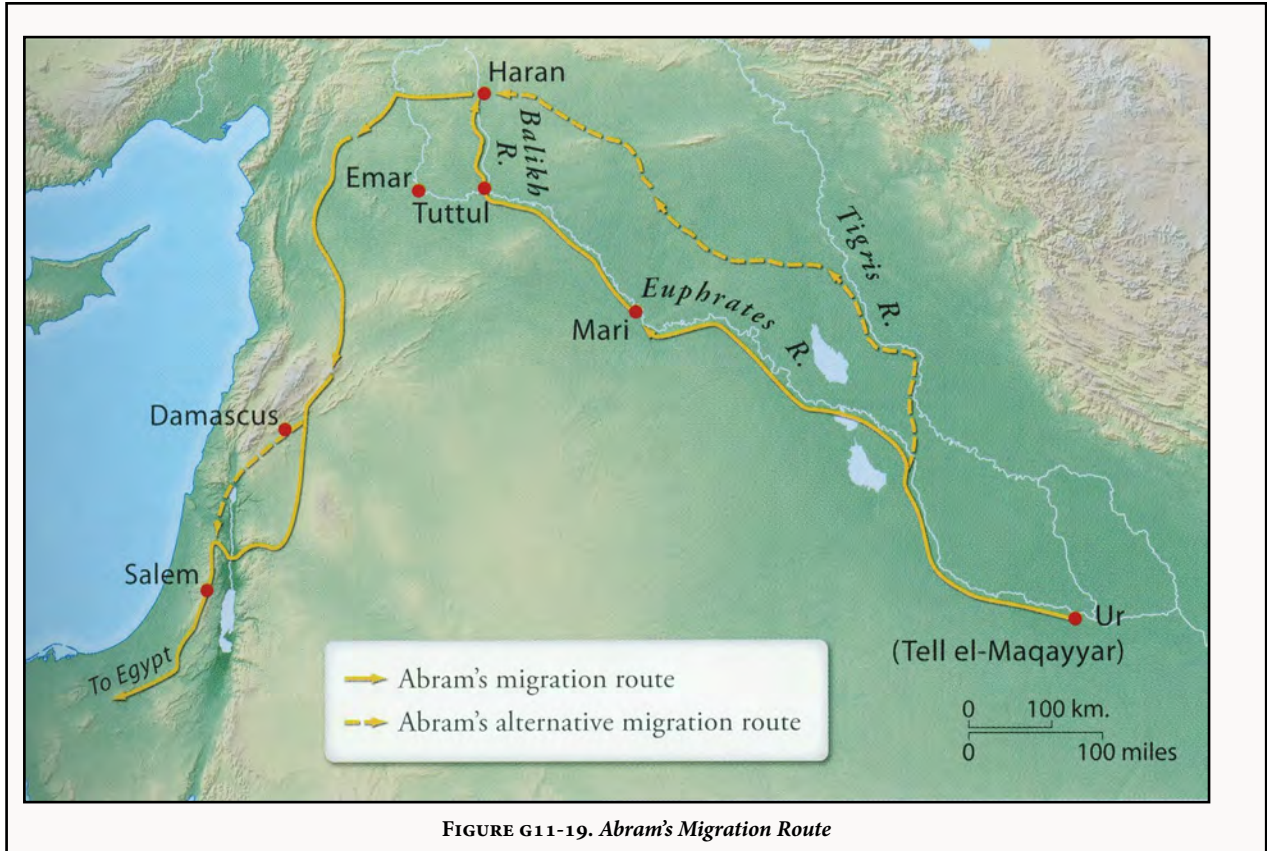 Haran
Balikh
R.
Emar
Tuttul
Tigris R.
Euphrates R.
Mari
Damascus
Salem
To Egypt
Ur
(Tell el-Maqayyar)
Abram's migration route
Abram's alternative migration route
0 100 km.
0 100 miles
FIGURE G11-19. Abram's Migration Route